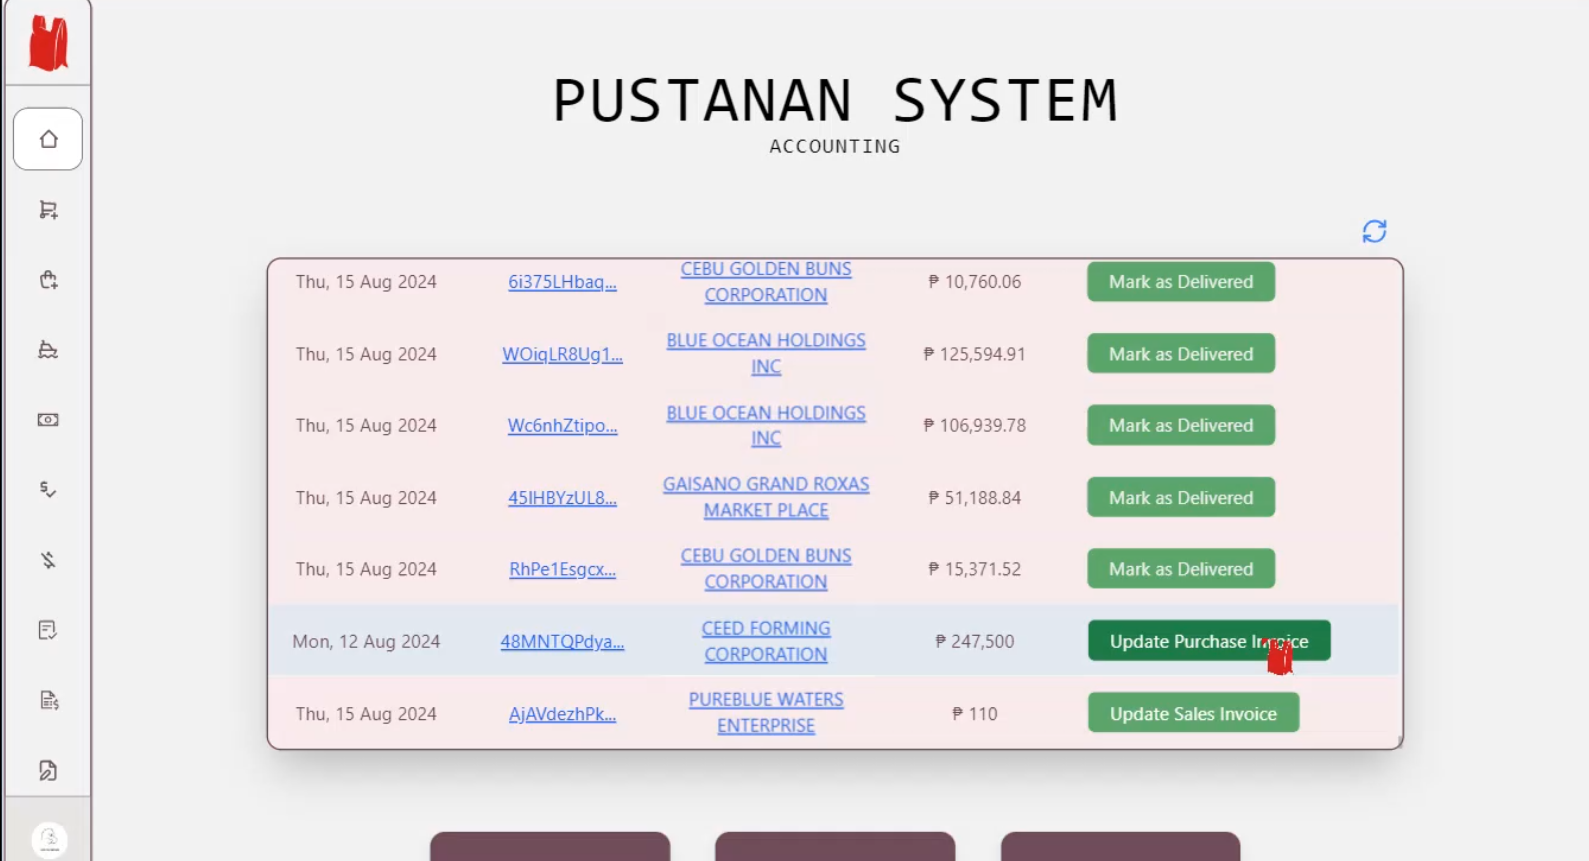 PUSTANAN SYSTEM
ACCOUNTING
Thu, 15 Aug 2024 6i375LHbaq... CEBU GOLDEN BUNS CORPORATION ₱ 10,760.06 Mark as Delivered
Thu, 15 Aug 2024 WOiqLR8Ug1... BLUE OCEAN HOLDINGS INC ₱ 125,594.91 Mark as Delivered
Thu, 15 Aug 2024 Wc6nhZtipo... BLUE OCEAN HOLDINGS INC ₱ 106,939.78 Mark as Delivered
Thu, 15 Aug 2024 45IHBYzUL8... GAISANO GRAND ROXAS MARKET PLACE ₱ 51,188.84 Mark as Delivered
Thu, 15 Aug 2024 RhPe1Esgcx... CEBU GOLDEN BUNS CORPORATION ₱ 15,371.52 Mark as Delivered
Mon, 12 Aug 2024 48MNTQPdya... CEED FORMING CORPORATION ₱ 247,500 Update Purchase Invoice
Thu, 15 Aug 2024 AjAVdezhPk... PUREBLUE WATERS ENTERPRISE ₱ 110 Update Sales Invoice